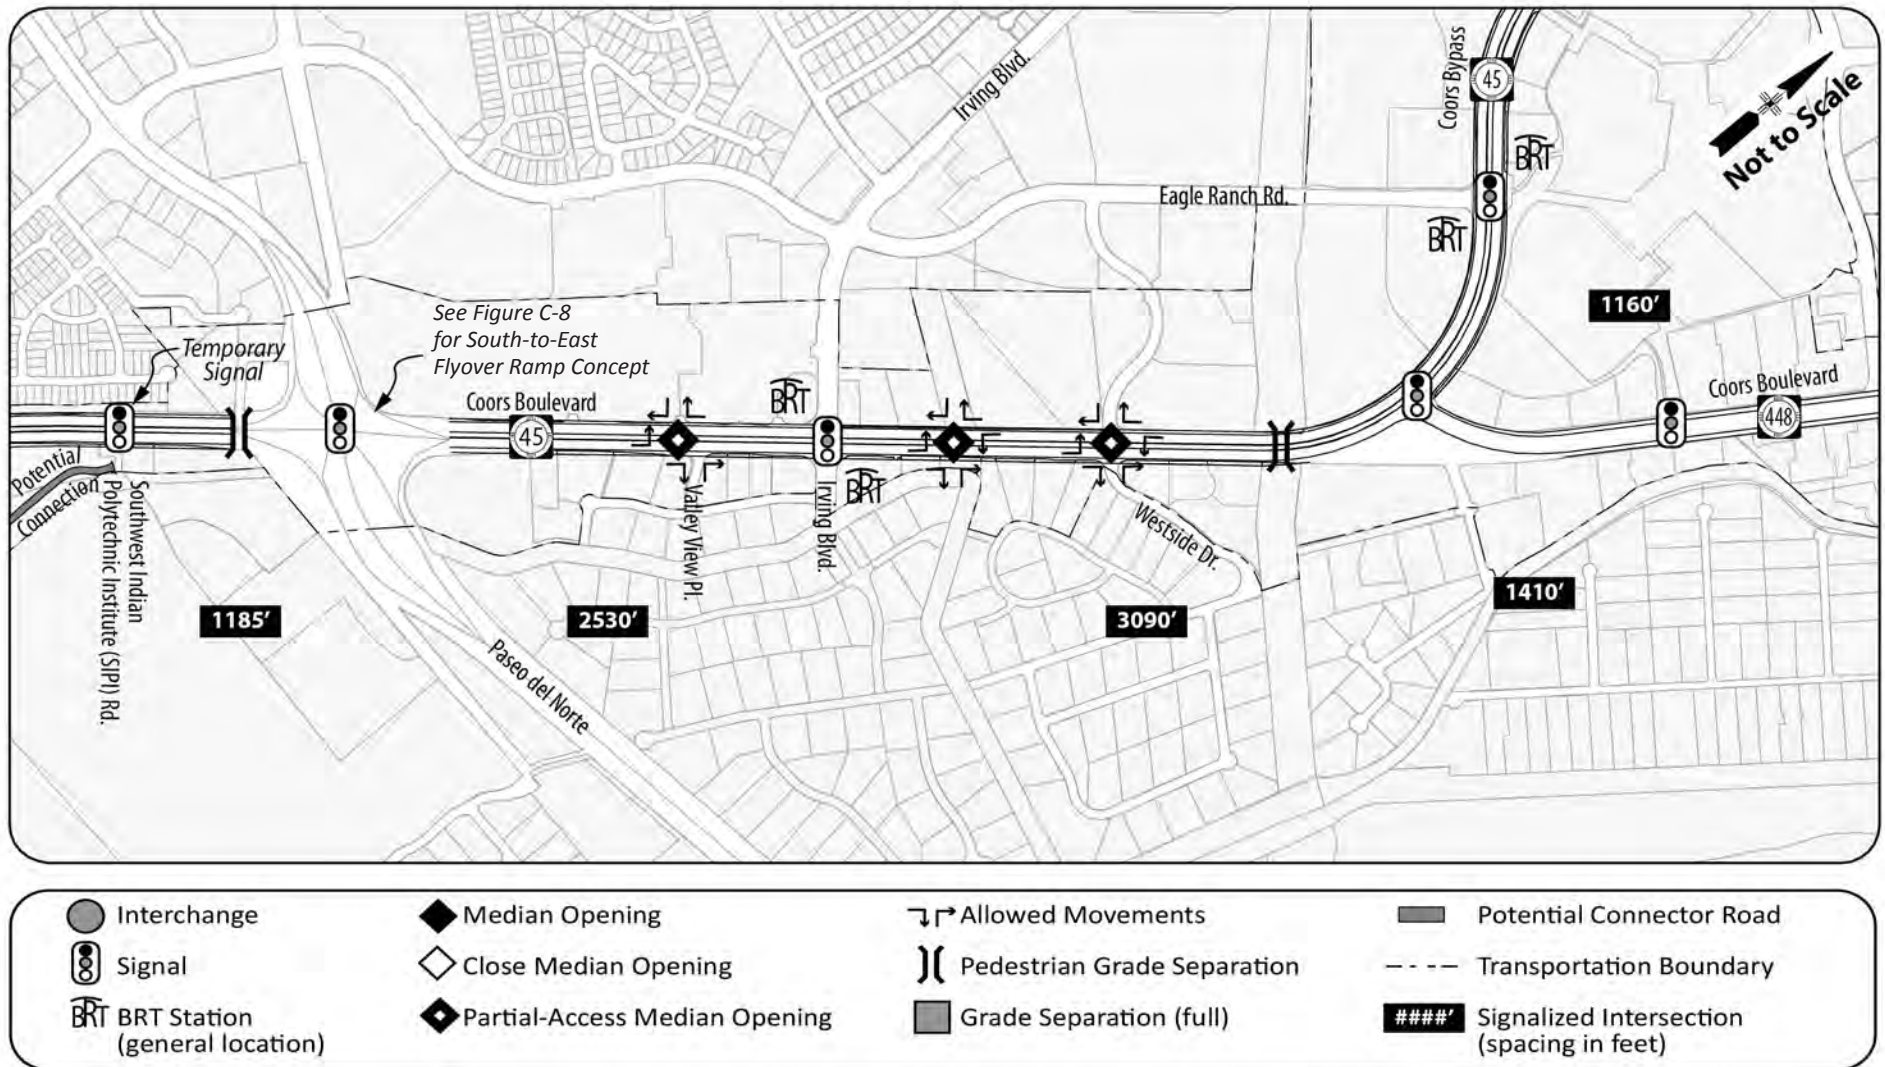 Coors Bypass
45
Not to Scale
Irving Blvd.
BRT
Eagle Ranch Rd.
BRT
1160'
See Figure C-8
for South-to-East
Flyover Ramp Concept
Temporary
Signal
Coors Boulevard
45
BRT
Coors Boulevard
448
Potential
Connection
Southwest Indian
Polytechnic Institute (SIPI) Rd.
Valley View Pl.
Irving Blvd.
BRT
Westside Dr.
1185'
2530'
3090'
1410'
Paseo del Norte
Interchange
Signal
BRT BRT Station
(general location)
Median Opening
Close Median Opening
Partial-Access Median Opening
Allowed Movements
Pedestrian Grade Separation
Grade Separation (full)
Potential Connector Road
Transportation Boundary
####' Signalized Intersection
(spacing in feet)